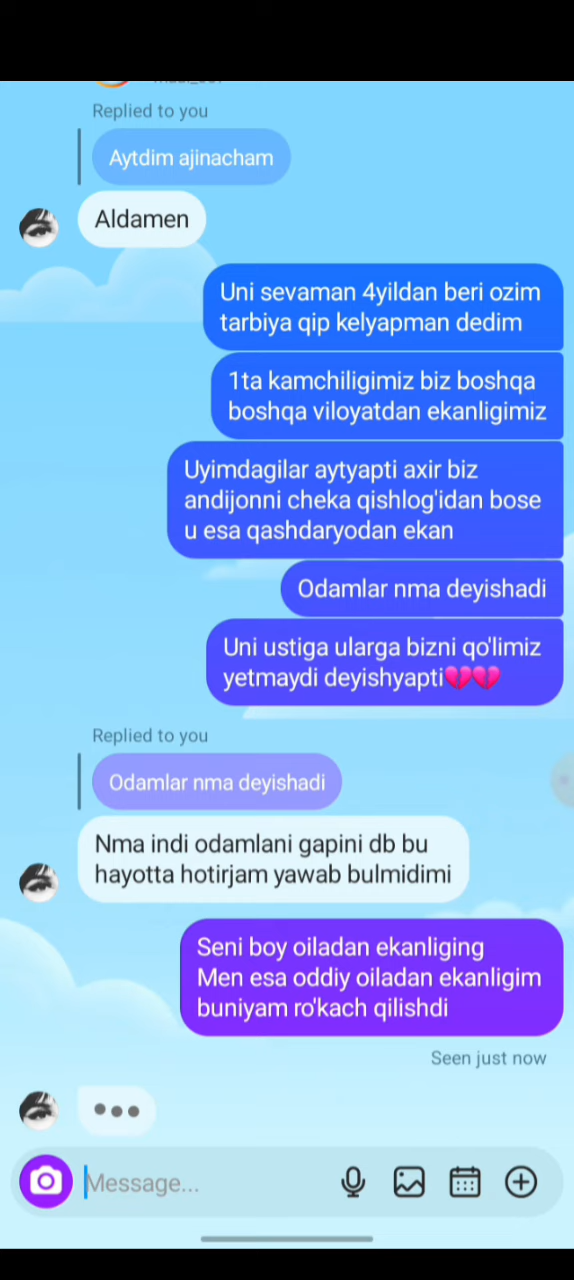 Replied to you
Aytdim ajinacham
Aldamen
Uni sevaman 4yildan beri ozim
tarbiya qip kelyapman dedim
1ta kamchiligimiz biz boshqa
boshqa viloyatdan ekanligimiz
Uyimdagilar aytyapti axir biz
andijonni cheka qishlog'idan bose
u esa qashdaryodan ekan
Odamlar nma deyishadi
Uni ustiga ularga bizni qo'limiz
yetmaydi deyishyapti💔💔
Replied to you
Odamlar nma deyishadi
Nma indi odamlani gapini db bu
hayotta hotirjam yawab bulmidimi
Seni boy oiladan ekanliging
Men esa oddiy oiladan ekanligim
buniyam ro'kach qilishdi
Seen just now
Message...